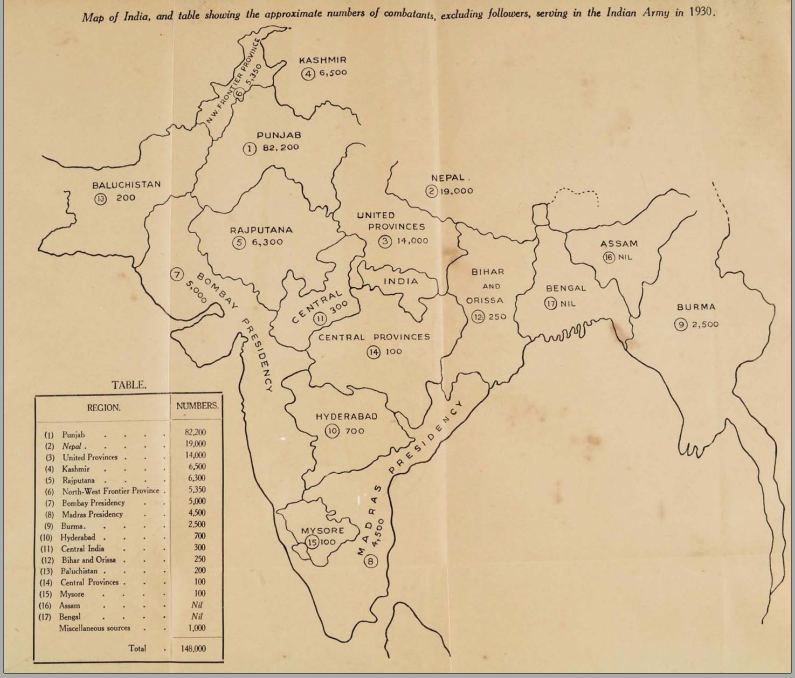 Map of India, and table showing the approximate numbers of combatants, excluding followers, serving in the Indian Army in 1930.
N.W. FRONTIER PROVINCE
6 5,350
KASHMIR
4 6,500
PUNJAB
1 82,200
BALUCHISTAN
13 200
NEPAL.
2 19,000
RAJPUTANA
5 6,300
UNITED
PROVINCES
3 14,000
ASSAM
16 NIL
7 BOMBAY PRESIDENCY
5,000
CENTRAL
11 300
INDIA
BIHAR
AND
ORISSA
12 250
BENGAL
17 NIL
BURMA
9 2,500
CENTRAL PROVINCES
14 100
HYDERABAD
10 700
MADRAS PRESIDENCY
4,500
8
MYSORE
15 100
TABLE.
REGION. NUMBERS.
(1) Punjab . . . . 82,200
(2) Nepal . . . . 19,000
(3) United Provinces . . . 14,000
(4) Kashmir . . . . 6,500
(5) Rajputana . . . . 6,300
(6) North-West Frontier Province . 5,350
(7) Bombay Presidency . . 5,000
(8) Madras Presidency . . 4,500
(9) Burma . . . . 2,500
(10) Hyderabad . . . . 700
(11) Central India . . . 300
(12) Bihar and Orissa . . . 250
(13) Paluchistan . . . . 200
(14) Central Provinces . . . 100
(15) Mysore . . . . 100
(16) Assam . . . . Nil
(17) Bengal . . . . Nil
Miscellaneous sources . . 1,000
Total . 148,000